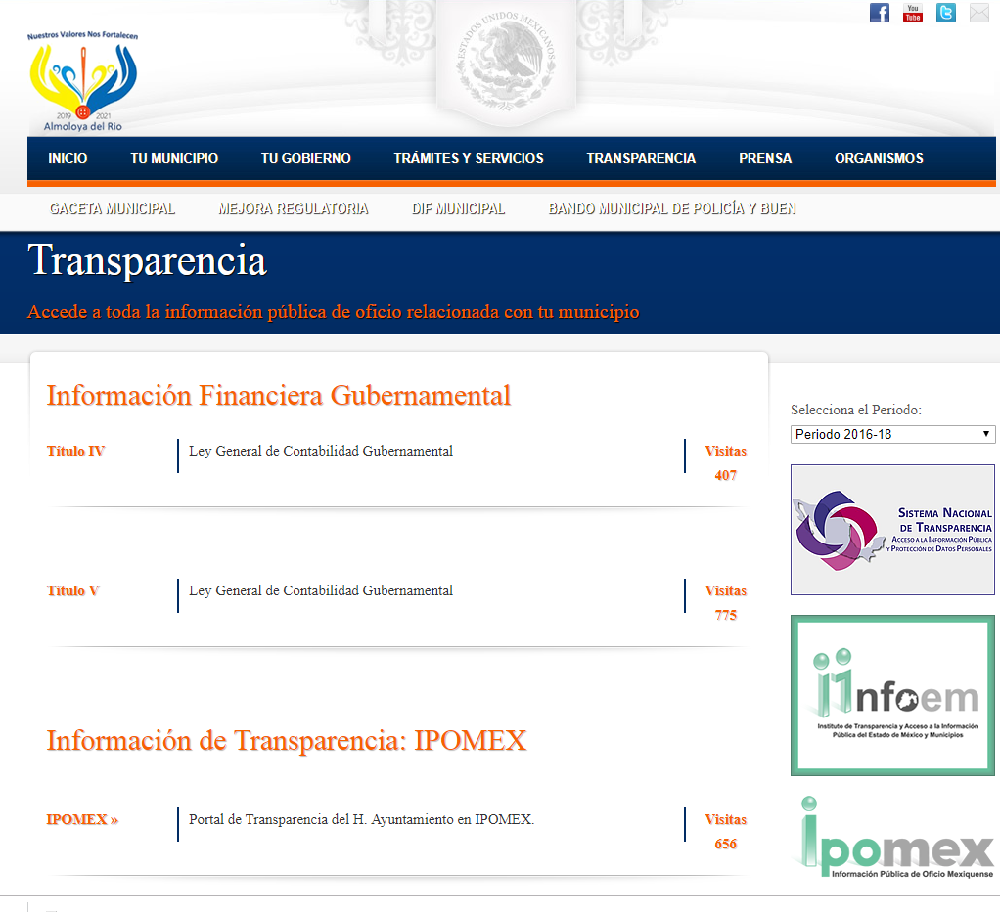 You
Tube
Nuestros Valores Nos Fortalecen
ESTADOS UNIDOS MEXICANOS
2019 2021
Almoloya del Rio
INICIO TU MUNICIPIO TU GOBIERNO TRÁMITES Y SERVICIOS TRANSPARENCIA PRENSA ORGANISMOS
GACETA MUNICIPAL MEJORA REGULATORIA DIF MUNICIPAL BANDO MUNICIPAL DE POLICÍA Y BUEN
Transparencia
Accede a toda la información pública de oficio relacionada con tu municipio
Información Financiera Gubernamental
Título IV Ley General de Contabilidad Gubernamental Visitas
407
Título V Ley General de Contabilidad Gubernamental Visitas
775
Información de Transparencia: IPOMEX
IPOMEX » Portal de Transparencia del H. Ayuntamiento en IPOMEX. Visitas
656
Selecciona el Periodo:
Periodo 2016-18
SISTEMA NACIONAL
DE TRANSPARENCIA
ACCESO A LA INFORMACIÓN PÚBLICA
Y PROTECCIÓN DE DATOS PERSONALES
infoem
Instituto de Transparencia y Acceso a la Información
Pública del Estado de México y Municipios
ipomex
Información Pública de Oficio Mexiquense